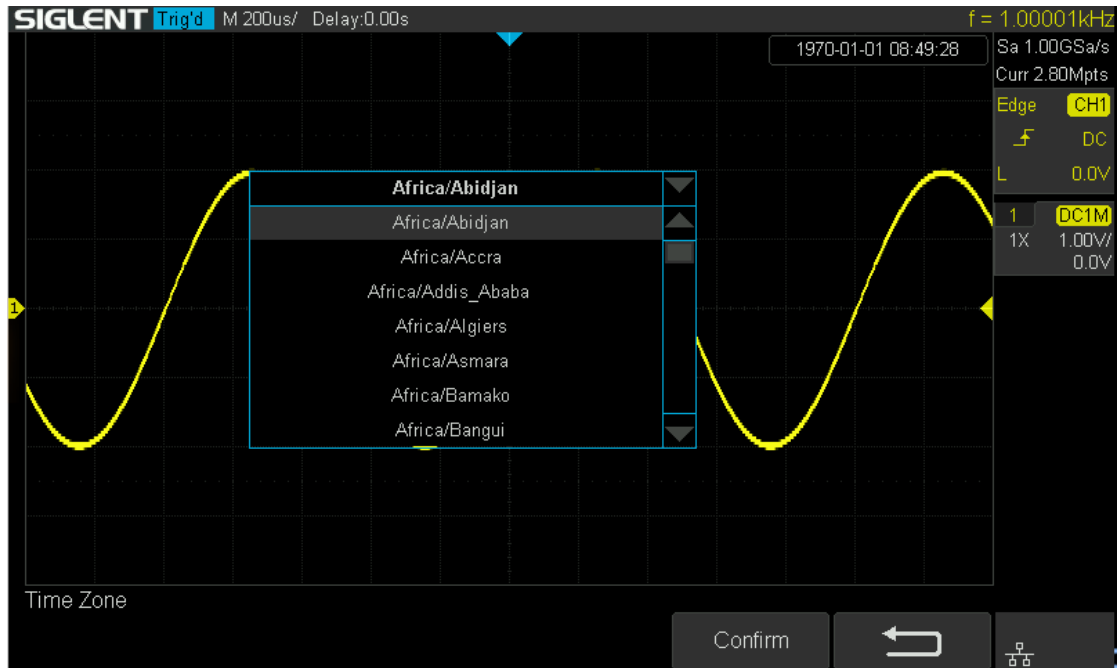 SIGLENT Trig'd M 200us/ Delay:0.00s f = 1.00001kHz
1970-01-01 08:49:28
Sa 1.00GSa/s
Curr 2.80Mpts
Edge CH1
DC
L 0.0V
1 DC1M
1X 1.00V/
0.0V
Africa/Abidjan
Africa/Abidjan
Africa/Accra
Africa/Addis_Ababa
Africa/Algiers
Africa/Asmara
Africa/Bamako
Africa/Bangui
1
Time Zone
Confirm